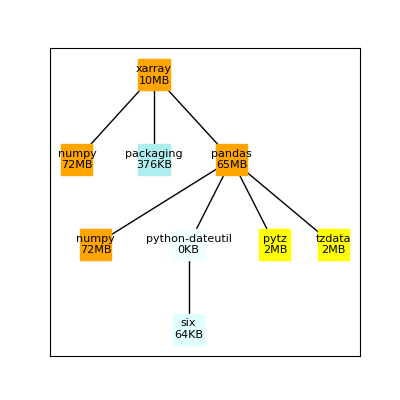 xarray
10MB
numpy
72MB
packaging
376KB
pandas
65MB
numpy
72MB
python-dateutil
0KB
pytz
2MB
tzdata
2MB
six
64KB